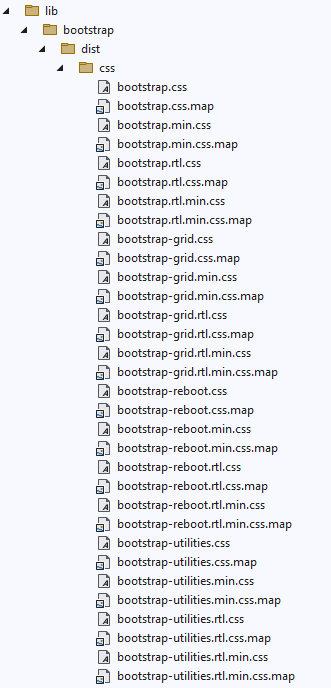 lib
bootstrap
dist
css
bootstrap.css
bootstrap.css.map
bootstrap.min.css
bootstrap.min.css.map
bootstrap.rtl.css
bootstrap.rtl.css.map
bootstrap.rtl.min.css
bootstrap.rtl.min.css.map
bootstrap-grid.css
bootstrap-grid.css.map
bootstrap-grid.min.css
bootstrap-grid.min.css.map
bootstrap-grid.rtl.css
bootstrap-grid.rtl.css.map
bootstrap-grid.rtl.min.css
bootstrap-grid.rtl.min.css.map
bootstrap-reboot.css
bootstrap-reboot.css.map
bootstrap-reboot.min.css
bootstrap-reboot.min.css.map
bootstrap-reboot.rtl.css
bootstrap-reboot.rtl.css.map
bootstrap-reboot.rtl.min.css
bootstrap-reboot.rtl.min.css.map
bootstrap-utilities.css
bootstrap-utilities.css.map
bootstrap-utilities.min.css
bootstrap-utilities.min.css.map
bootstrap-utilities.rtl.css
bootstrap-utilities.rtl.css.map
bootstrap-utilities.rtl.min.css
bootstrap-utilities.rtl.min.css.map